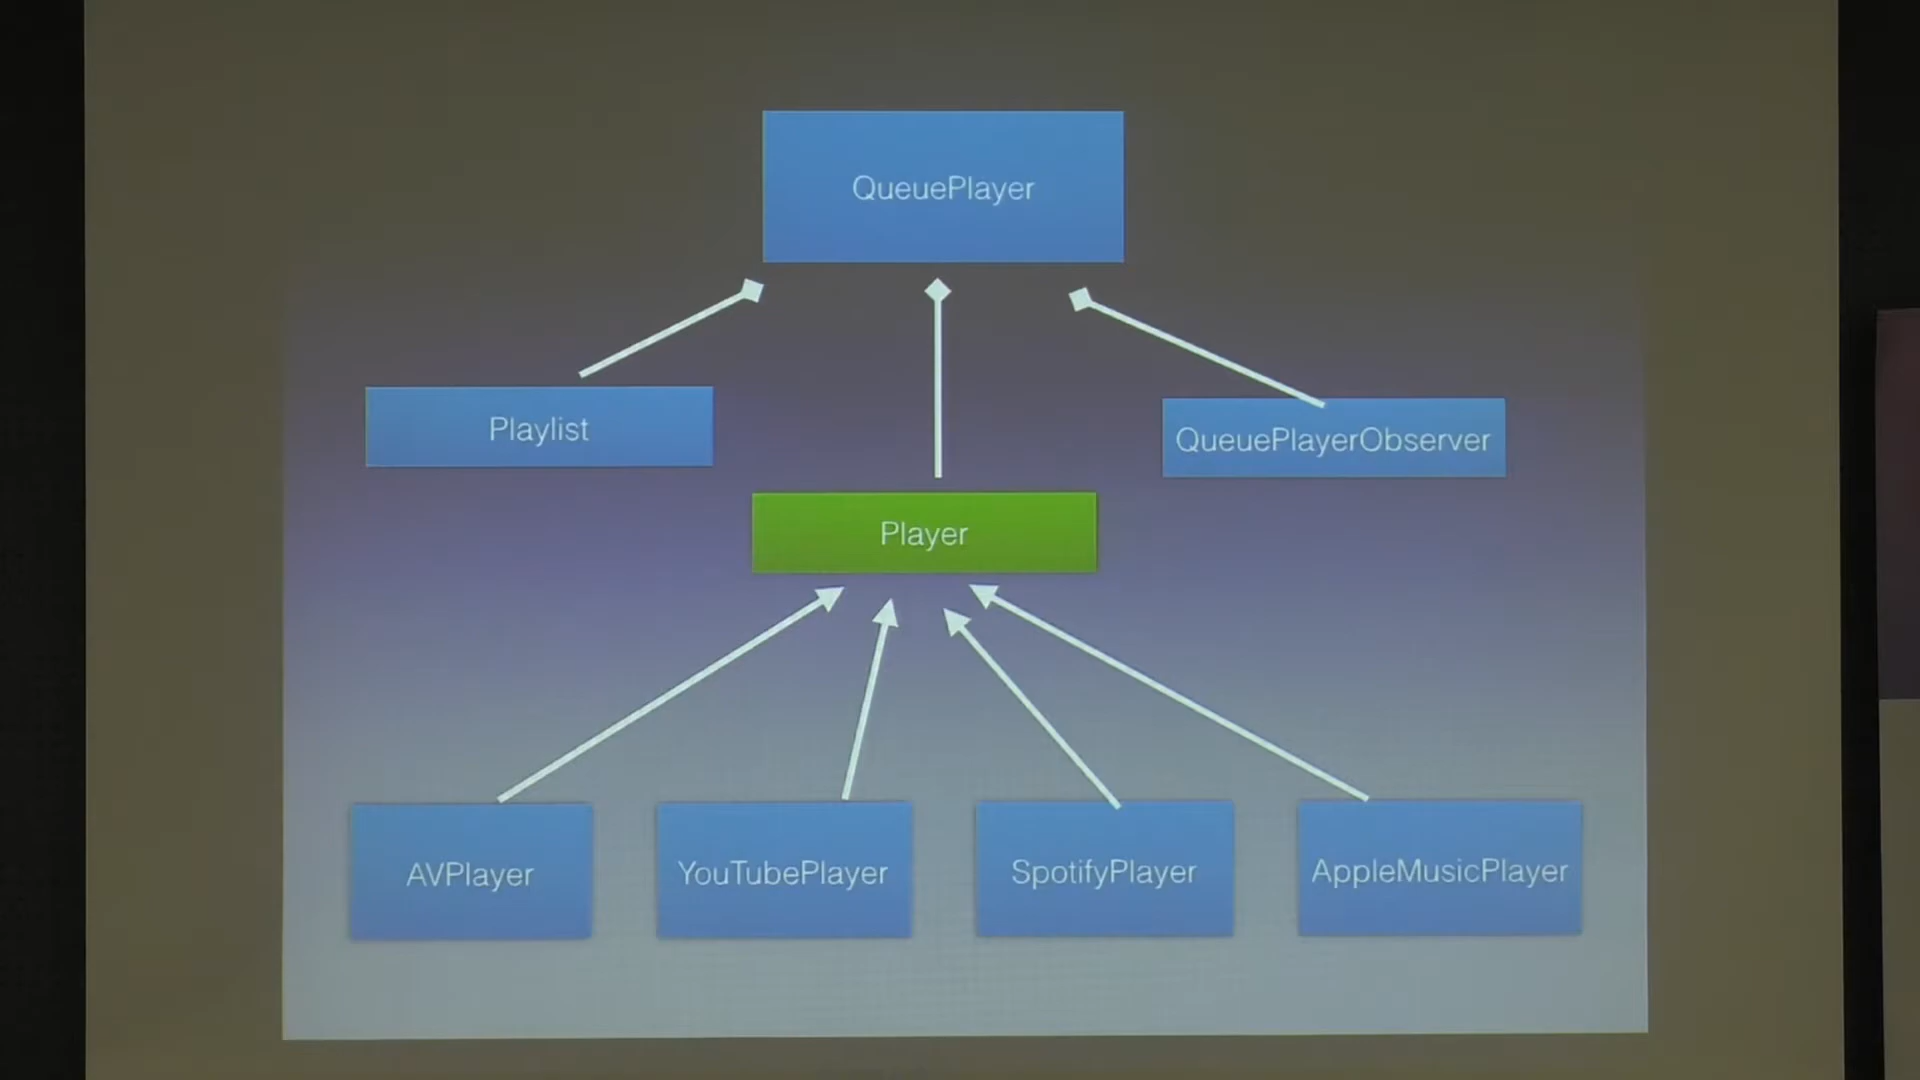 QueuePlayer
Playlist
QueuePlayerObserver
Player
AVPlayer
YouTubePlayer
SpotifyPlayer
AppleMusicPlayer